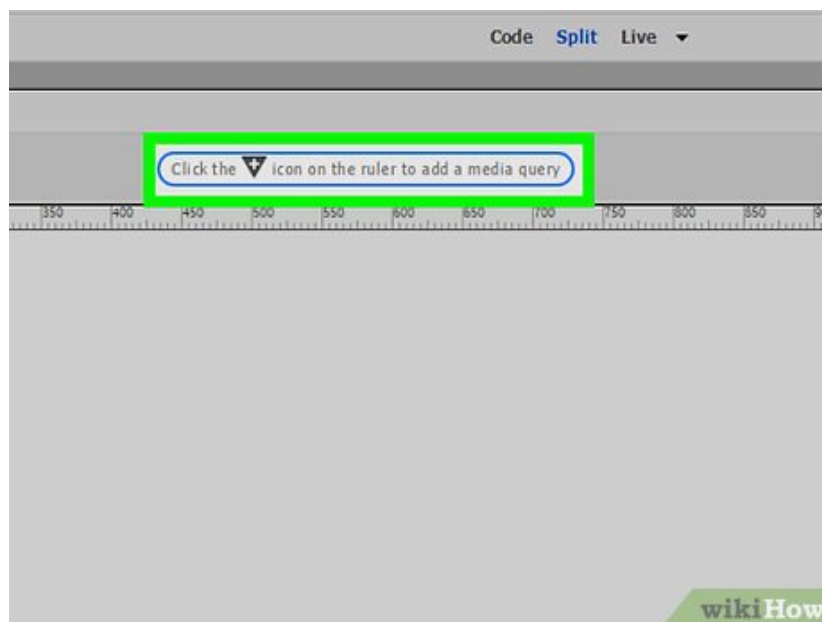 Code Split Live
Click the icon on the ruler to add a media query
350 400 450 500 550 600 650 700 750 800 850
wikiHow